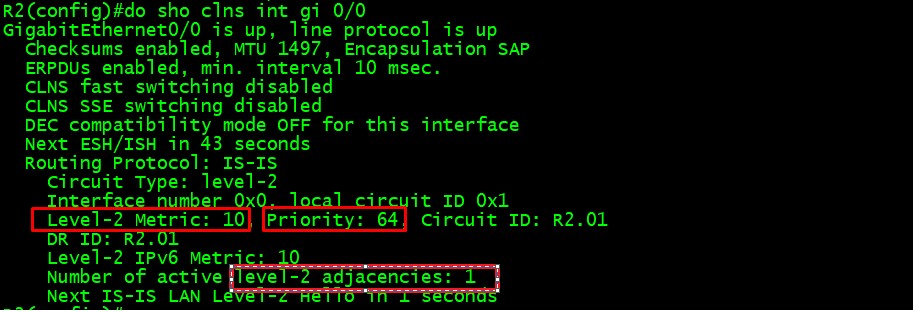 R2(config)#do sho clns int gi 0/0
GigabitEthernet0/0 is up, line protocol is up
Checksums enabled, MTU 1497, Encapsulation SAP
ERPDUs enabled, min. interval 10 msec.
CLNS fast switching disabled
CLNS SSE switching disabled
DEC compatibility mode OFF for this interface
Next ESH/ISH in 43 seconds
Routing Protocol: IS-IS
Circuit Type: level-2
Interface number 0x0, local circuit ID 0x1
Level-2 Metric: 10, Priority: 64, Circuit ID: R2.01
DR ID: R2.01
Level-2 IPv6 Metric: 10
Number of active level-2 adjacencies: 1
Next IS-IS LAN Level-2 Hello in 1 seconds
R2(config)#